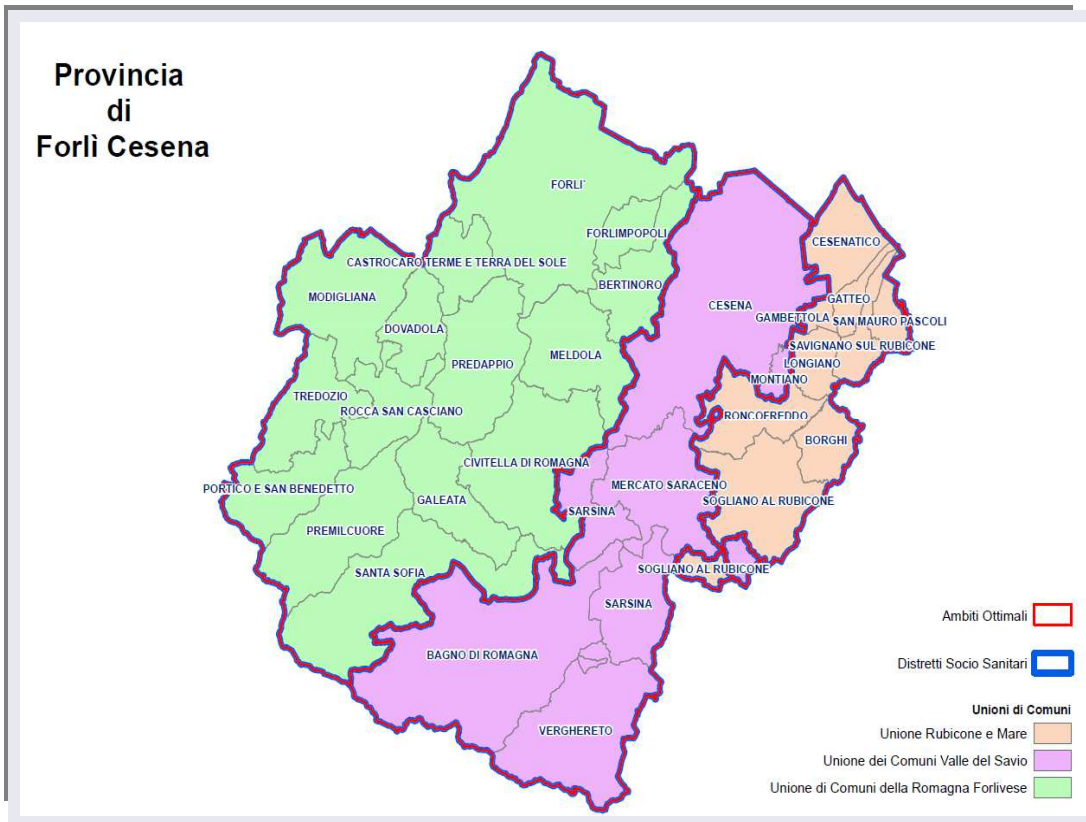 Provincia
di
Forlì Cesena
FORLI'
FORLIMPOPOLI
CESENATICO
CASTROCARO TERME E TERRA DEL SOLE
BERTINORO
MODIGLIANA
GATTEO
CESENA
GAMBETTOLA
SAN MAURO PASCOLI
DOVADOLA
SAVIGNANO SUL RUBICONE
MELDOLA
PREDAPPIO
LONGIANO
MONTIANO
TREDOZIO
ROCCA SAN CASCIANO
RONCOFREDDO
BORGHI
CIVITELLA DI ROMAGNA
MERCATO SARACENO
PORTICO E SAN BENEDETTO
GALEATA
SOGLIANO AL RUBICONE
SARSINA
PREMILCUORE
SANTA SOFIA
SOGLIANO AL RUBICONE
SARSINA
BAGNO DI ROMAGNA
VERGHERETO
Ambiti Ottimali
Distretti Socio Sanitari
Unioni di Comuni
Unione Rubicone e Mare
Unione dei Comuni Valle del Savio
Unione di Comuni della Romagna Forlivese